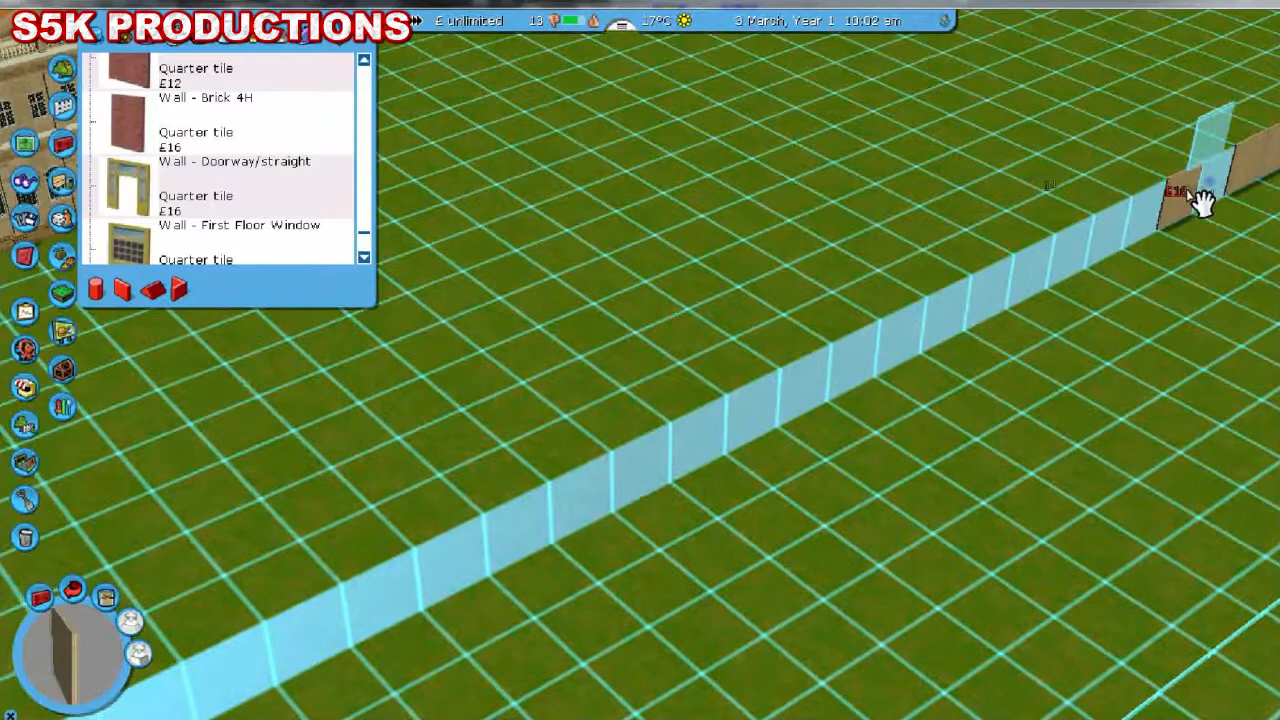 S5K PRODUCTIONS
£ unlimited 13 17°C 3 March, Year 1 10:02 am
Quarter tile
£12
Wall - Brick 4H
Quarter tile
£16
Wall - Doorway/straight
Quarter tile
£16
Wall - First Floor Window
Quarter tile
£16